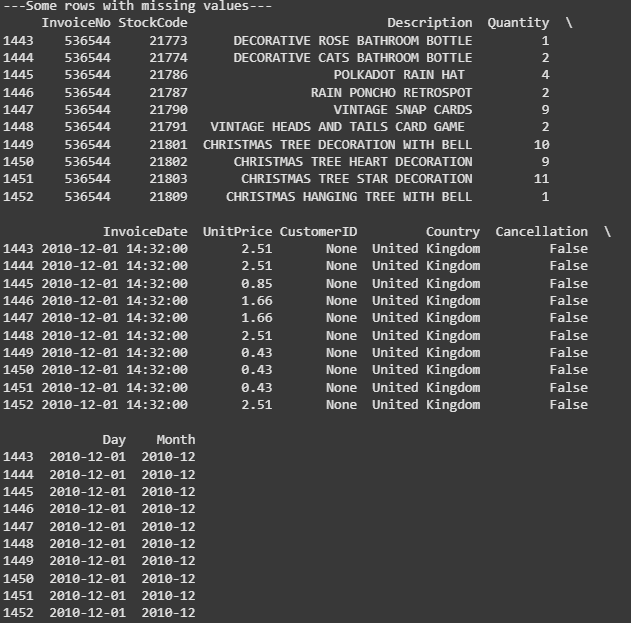 ---Some rows with missing values---
InvoiceNo StockCode Description Quantity \
1443 536544 21773 DECORATIVE ROSE BATHROOM BOTTLE 1
1444 536544 21774 DECORATIVE CATS BATHROOM BOTTLE 2
1445 536544 21786 POLKADOT RAIN HAT 4
1446 536544 21787 RAIN PONCHO RETROSPOT 2
1447 536544 21790 VINTAGE SNAP CARDS 9
1448 536544 21791 VINTAGE HEADS AND TAILS CARD GAME 2
1449 536544 21801 CHRISTMAS TREE DECORATION WITH BELL 10
1450 536544 21802 CHRISTMAS TREE HEART DECORATION 9
1451 536544 21803 CHRISTMAS TREE STAR DECORATION 11
1452 536544 21809 CHRISTMAS HANGING TREE WITH BELL 1
InvoiceDate UnitPrice CustomerID Country Cancellation \
1443 2010-12-01 14:32:00 2.51 None United Kingdom False
1444 2010-12-01 14:32:00 2.51 None United Kingdom False
1445 2010-12-01 14:32:00 0.85 None United Kingdom False
1446 2010-12-01 14:32:00 1.66 None United Kingdom False
1447 2010-12-01 14:32:00 1.66 None United Kingdom False
1448 2010-12-01 14:32:00 2.51 None United Kingdom False
1449 2010-12-01 14:32:00 0.43 None United Kingdom False
1450 2010-12-01 14:32:00 0.43 None United Kingdom False
1451 2010-12-01 14:32:00 0.43 None United Kingdom False
1452 2010-12-01 14:32:00 2.51 None United Kingdom False
Day Month
1443 2010-12-01 2010-12
1444 2010-12-01 2010-12
1445 2010-12-01 2010-12
1446 2010-12-01 2010-12
1447 2010-12-01 2010-12
1448 2010-12-01 2010-12
1449 2010-12-01 2010-12
1450 2010-12-01 2010-12
1451 2010-12-01 2010-12
1452 2010-12-01 2010-12